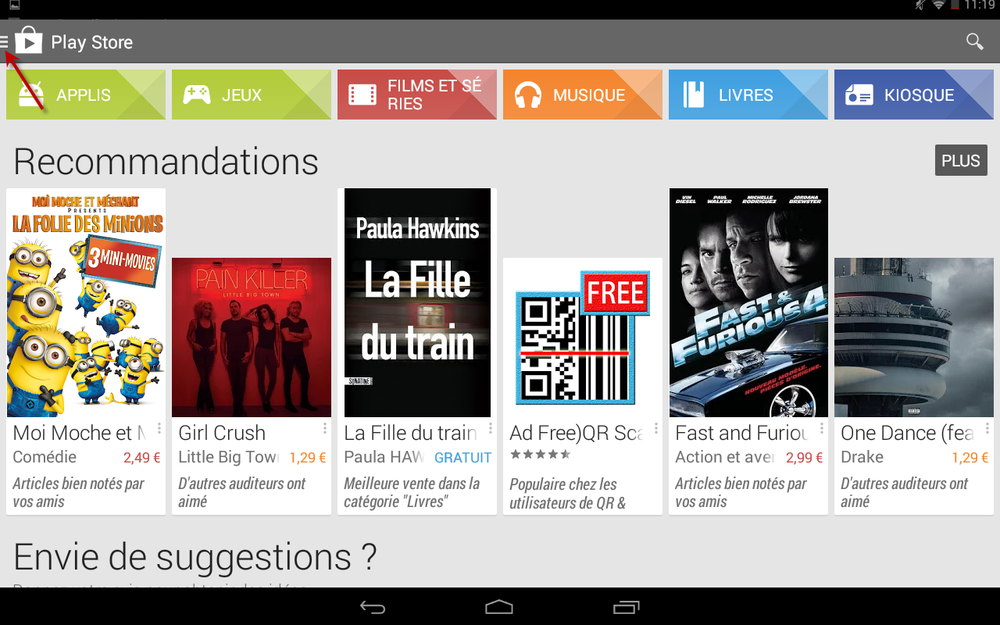 11:19
Play Store
APPLIS
JEUX
FILMS ET SÉ
RIES
MUSIQUE
LIVRES
KIOSQUE
Recommandations
PLUS
MOI MOCHE ET MÉCHANT
PRESENTS
LA FOLIE DES MINIONS
3 MINI-MOVIES
Moi Moche et
Comédie 2,49 €
Articles bien notés par
vos amis
PAIN KILLER
LITTLE BIG TOWN
Girl Crush
Little Big Tow 1,29 €
D'autres auditeurs ont
aimé
Paula Hawkins
La Fille
du train
SONATINE
La Fille du train
Paula HAW GRATUIT
Meilleure vente dans la
catégorie "Livres"
FREE
Ad Free)QR Sca
Populaire chez les
utilisateurs de QR &
VIN DIESEL PAUL WALKER MICHELLE RODRIGUEZ JORDANA BREWSTER
FAST &
FURIOUS 4
NOUVEAU MODÈLE.
PIÈCES D'ORIGINE.
Fast and Furiou
Action et aven 2,99 €
Articles bien notés par
vos amis
One Dance (fea
Drake 1,29 €
D'autres auditeurs ont
aimé
Envie de suggestions ?